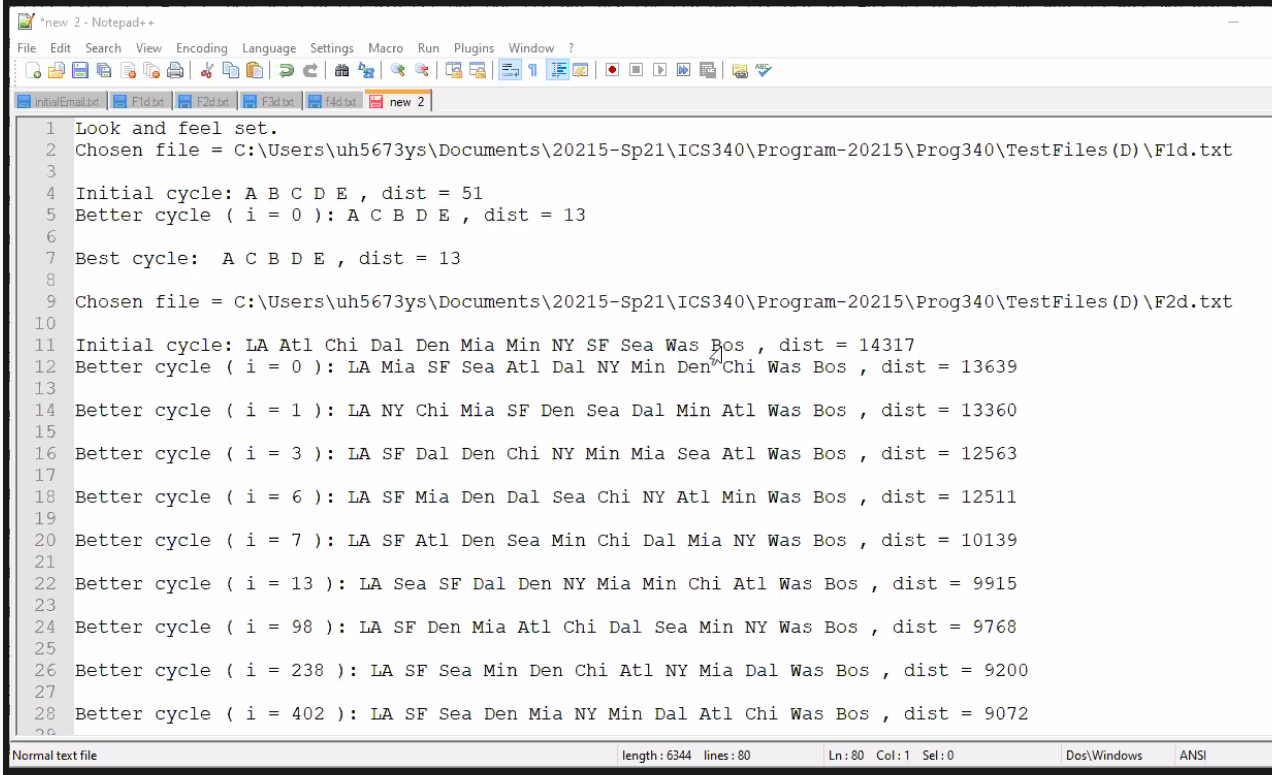 *new 2 - Notepad++
File Edit Search View Encoding Language Settings Macro Run Plugins Window ?
initialEmail.txt F1d.txt F2d.txt F3d.txt f4d.txt new 2
1 Look and feel set.
2 Chosen file = C:\Users\uh5673ys\Documents\20215-Sp21\ICS340\Program-20215\Prog340\TestFiles(D)\F1d.txt
3
4 Initial cycle: A B C D E , dist = 51
5 Better cycle ( i = 0 ): A C B D E , dist = 13
6
7 Best cycle:  A C B D E , dist = 13
8
9 Chosen file = C:\Users\uh5673ys\Documents\20215-Sp21\ICS340\Program-20215\Prog340\TestFiles(D)\F2d.txt
10
11 Initial cycle: LA Atl Chi Dal Den Mia Min NY SF Sea Was Bos , dist = 14317
12 Better cycle ( i = 0 ): LA Mia SF Sea Atl Dal NY Min Den Chi Was Bos , dist = 13639
13
14 Better cycle ( i = 1 ): LA NY Chi Mia SF Den Sea Dal Min Atl Was Bos , dist = 13360
15
16 Better cycle ( i = 3 ): LA SF Dal Den Chi NY Min Mia Sea Atl Was Bos , dist = 12563
17
18 Better cycle ( i = 6 ): LA SF Mia Den Dal Sea Chi NY Atl Min Was Bos , dist = 12511
19
20 Better cycle ( i = 7 ): LA SF Atl Den Sea Min Chi Dal Mia NY Was Bos , dist = 10139
21
22 Better cycle ( i = 13 ): LA Sea SF Dal Den NY Mia Min Chi Atl Was Bos , dist = 9915
23
24 Better cycle ( i = 98 ): LA SF Den Mia Atl Chi Dal Sea Min NY Was Bos , dist = 9768
25
26 Better cycle ( i = 238 ): LA SF Sea Min Den Chi Atl NY Mia Dal Was Bos , dist = 9200
27
28 Better cycle ( i = 402 ): LA SF Sea Den Mia NY Min Dal Atl Chi Was Bos , dist = 9072
29
Normal text file length : 6344 lines : 80 Ln : 80 Col : 1 Sel : 0 Dos\Windows ANSI